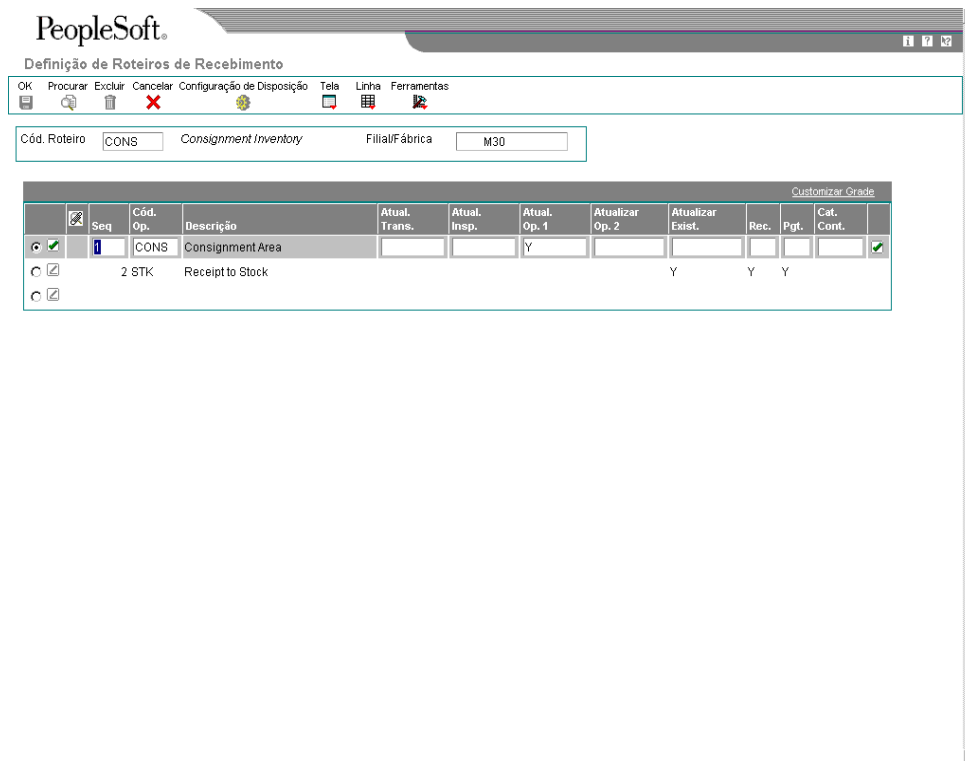 PeopleSoft.
i ? 
Definição de Roteiros de Recebimento
OK Procurar Excluir Cancelar Configuração de Disposição Tela Linha Ferramentas
Cód. Roteiro CONS Consignment Inventory Filial/Fábrica M30
Customizar Grade
Seq Cód. Op. Descrição Atual. Trans. Atual. Insp. Atual. Op. 1 Atualizar Op. 2 Atualizar Exist. Rec. Pgt. Cat. Cont.
1 CONS Consignment Area Y
2 STK Receipt to Stock Y Y Y